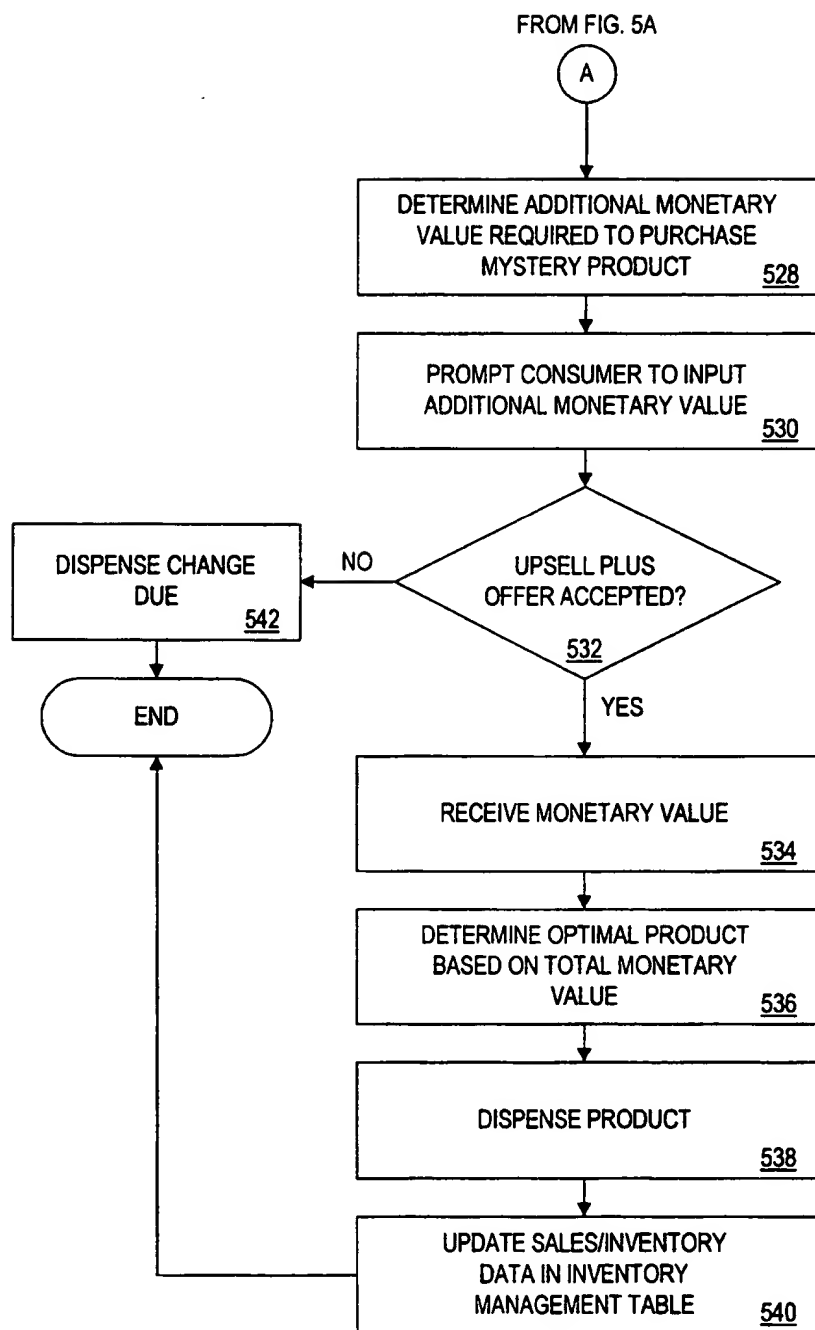 FROM FIG. 5A
A
DETERMINE ADDITIONAL MONETARY
VALUE REQUIRED TO PURCHASE
MYSTERY PRODUCT
528
PROMPT CONSUMER TO INPUT
ADDITIONAL MONETARY VALUE
530
UPSELL PLUS
OFFER ACCEPTED?
532
NO
DISPENSE CHANGE
DUE
542
END
YES
RECEIVE MONETARY VALUE
534
DETERMINE OPTIMAL PRODUCT
BASED ON TOTAL MONETARY
VALUE
536
DISPENSE PRODUCT
538
UPDATE SALES/INVENTORY
DATA IN INVENTORY
MANAGEMENT TABLE
540